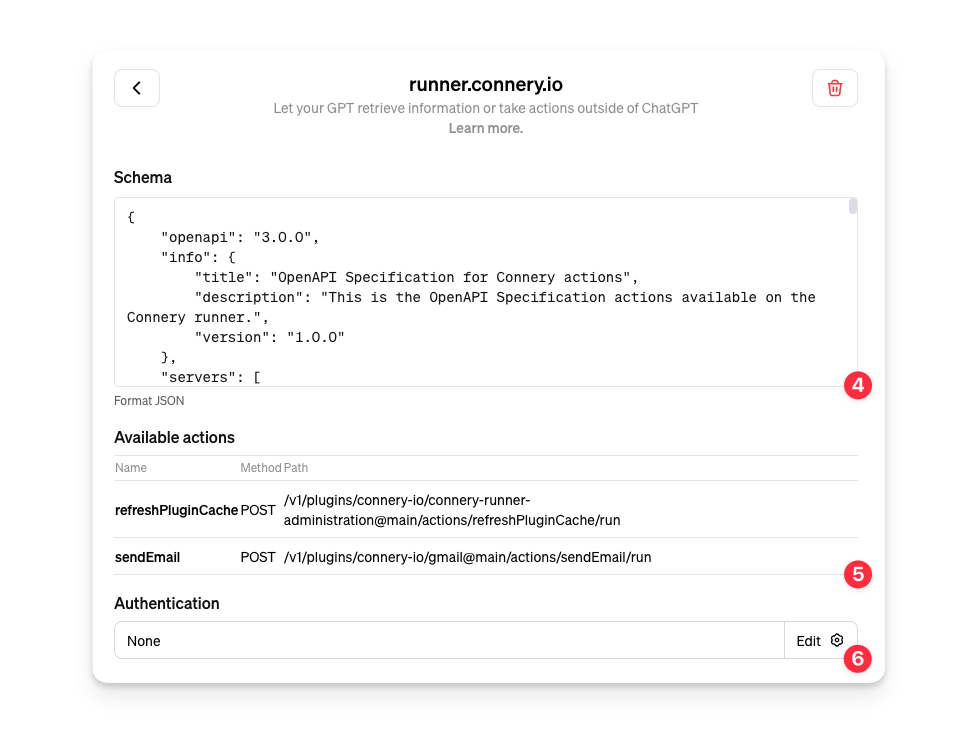 runner.connery.io
Let your GPT retrieve information or take actions outside of ChatGPT
Learn more.
Schema
{
    "openapi": "3.0.0",
    "info": {
        "title": "OpenAPI Specification for Connery actions",
        "description": "This is the OpenAPI Specification actions available on the
Connery runner.",
        "version": "1.0.0"
    },
    "servers": [
4
Format JSON
Available actions
Name Method Path
refreshPluginCache POST /v1/plugins/connery-io/connery-runner-
administration@main/actions/refreshPluginCache/run
sendEmail POST /v1/plugins/connery-io/gmail@main/actions/sendEmail/run
5
Authentication
None Edit
6